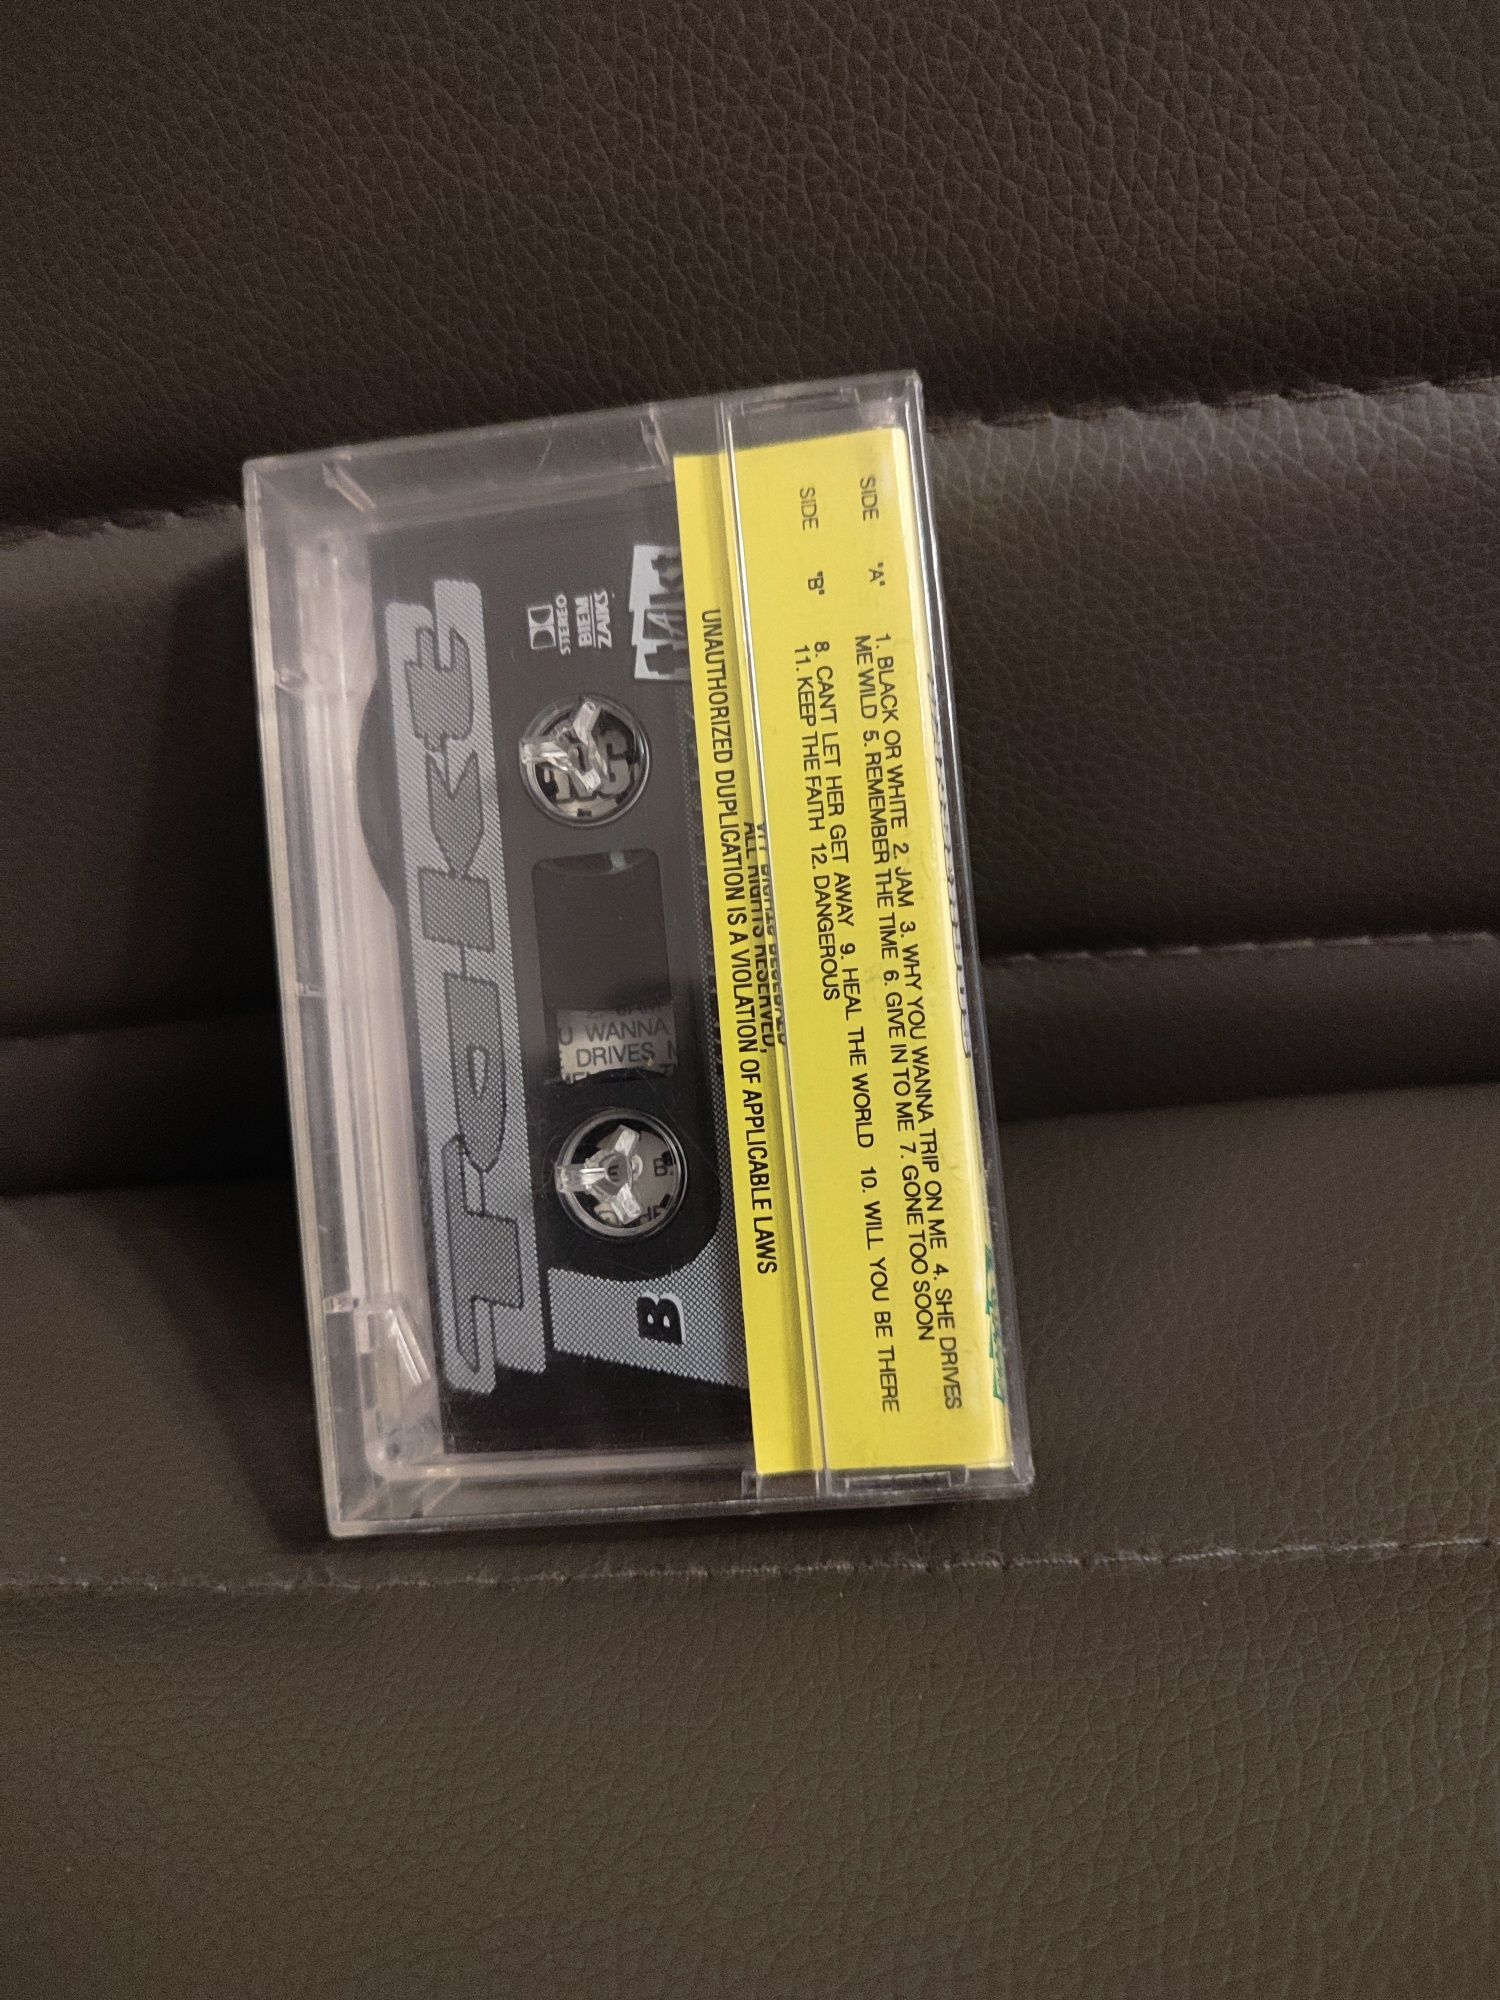 SIDE "A" 1. BLACK OR WHITE 2. JAM 3. WHY YOU WANNA TRIP ON ME 4. SHE DRIVES
ME WILD 5. REMEMBER THE TIME 6. GIVE IN TO ME 7. GONE TOO SOON
SIDE "B" 8. CAN'T LET HER GET AWAY 9. HEAL THE WORLD 10. WILL YOU BE THERE
11. KEEP THE FAITH 12. DANGEROUS
ALL RIGHTS RESERVED,
UNAUTHORIZED DUPLICATION IS A VIOLATION OF APPLICABLE LAWS
ZAIKS
BIEM
STEREO
B
U WANNA
DRIVES
Takt